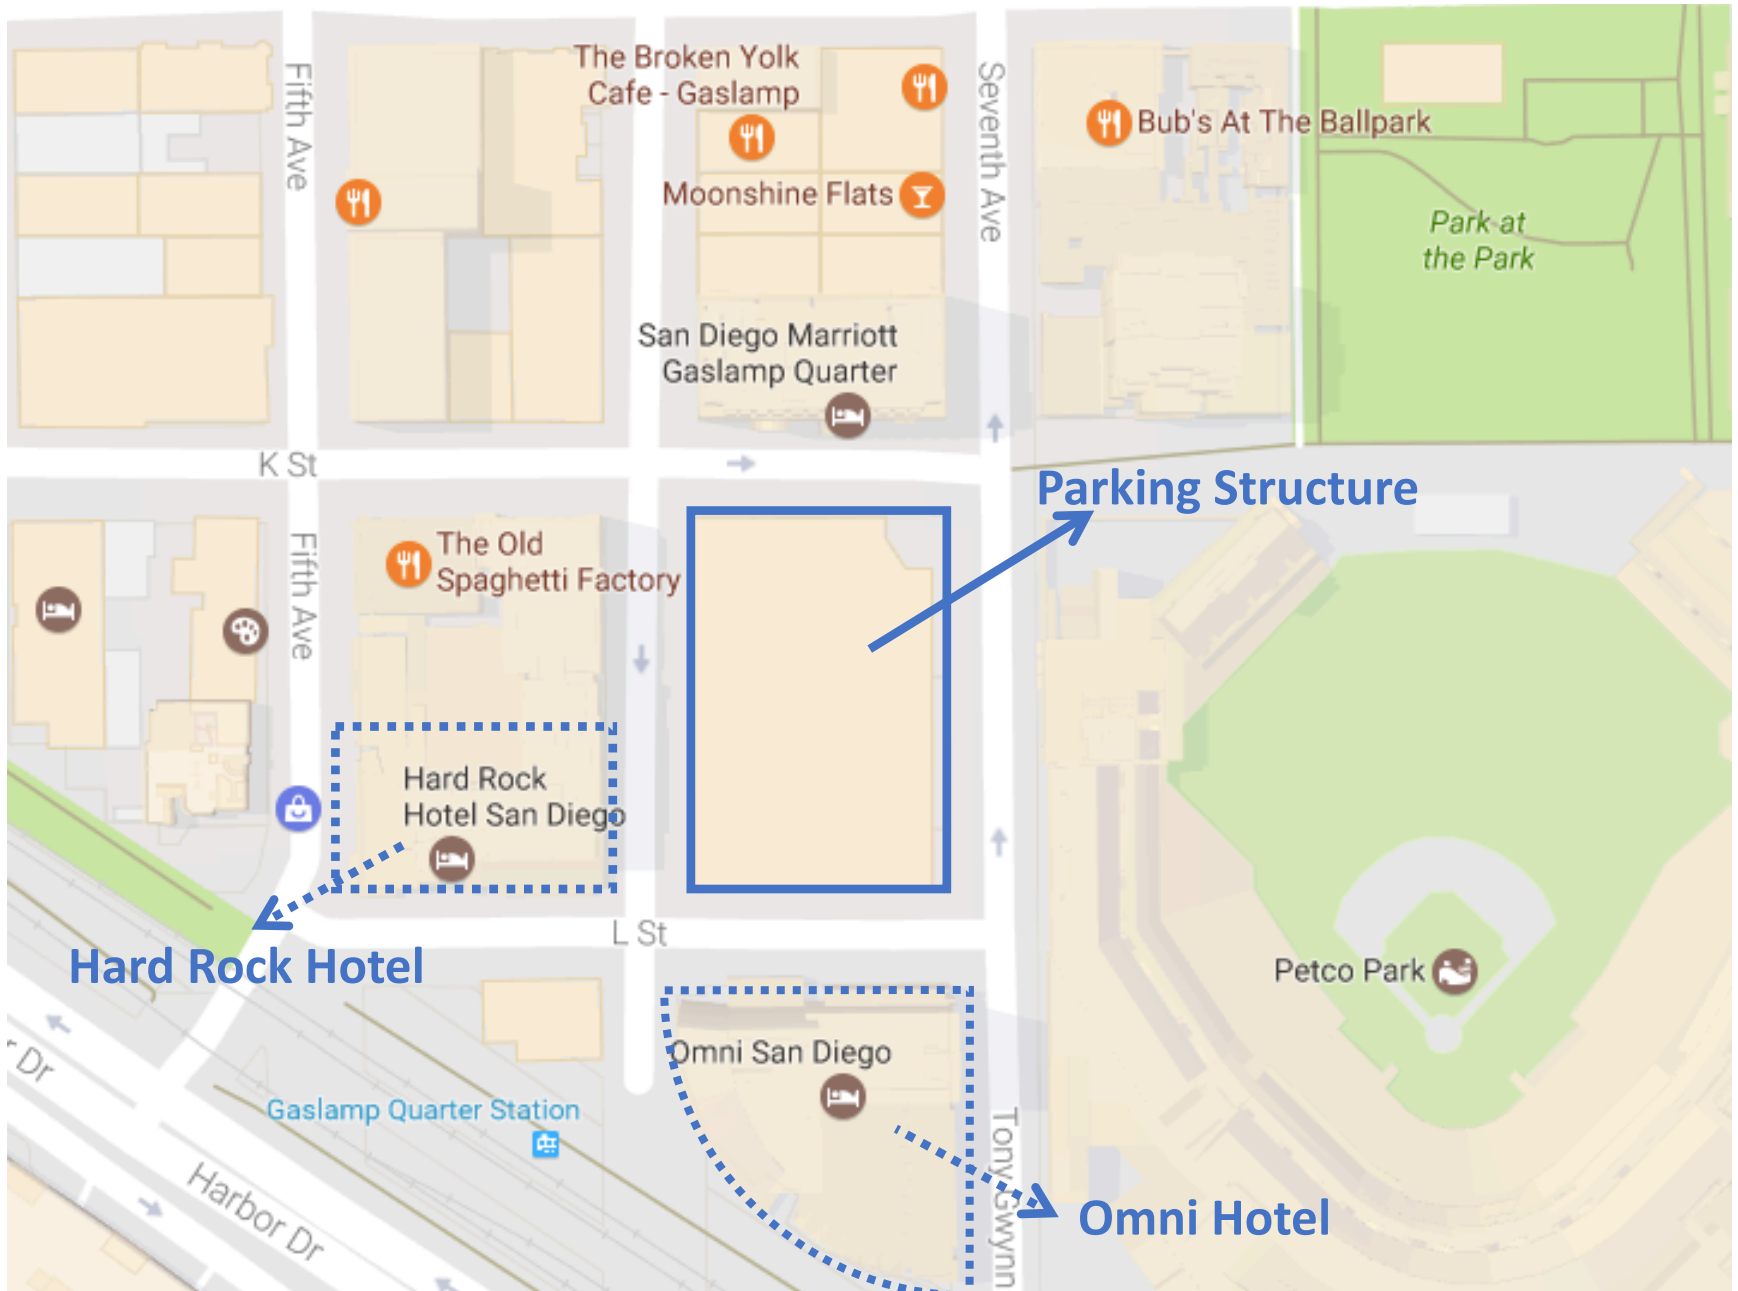 The Broken Yolk
Cafe - Gaslamp
Fifth Ave
Seventh Ave
Bub's At The Ballpark
Moonshine Flats
Park at
the Park
San Diego Marriott
Gaslamp Quarter
K St
Parking Structure
The Old
Spaghetti Factory
Fifth Ave
Hard Rock
Hotel San Diego
L St
Hard Rock Hotel
Petco Park
Omni San Diego
r Dr
Gaslamp Quarter Station
Harbor Dr
Tony Gwynn
Omni Hotel